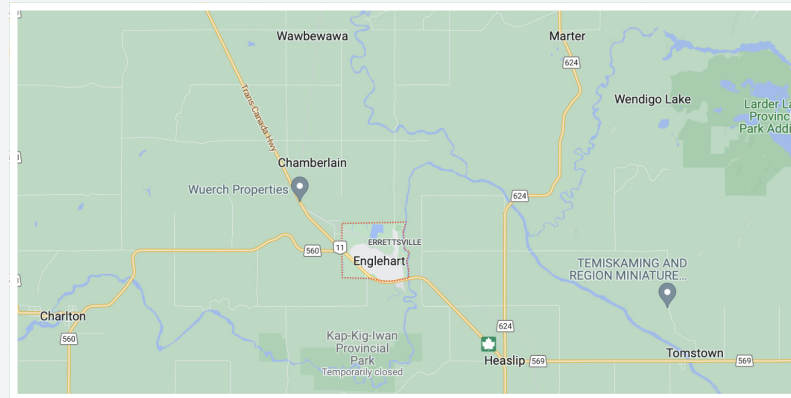 Wawbewawa
Marter
624
Wendigo Lake
Larder La
Provinc
Park Addi
Trans-Canada Hwy
Chamberlain
Wuerch Properties
624
ERRETTSVILLE
11
560
Englehart
TEMISKAMING AND
REGION MINIATURE...
Charlton
560
Kap-Kig-Iwan
Provincial
Park
Temporarily closed
624
Heaslip
569
Tomstown
569